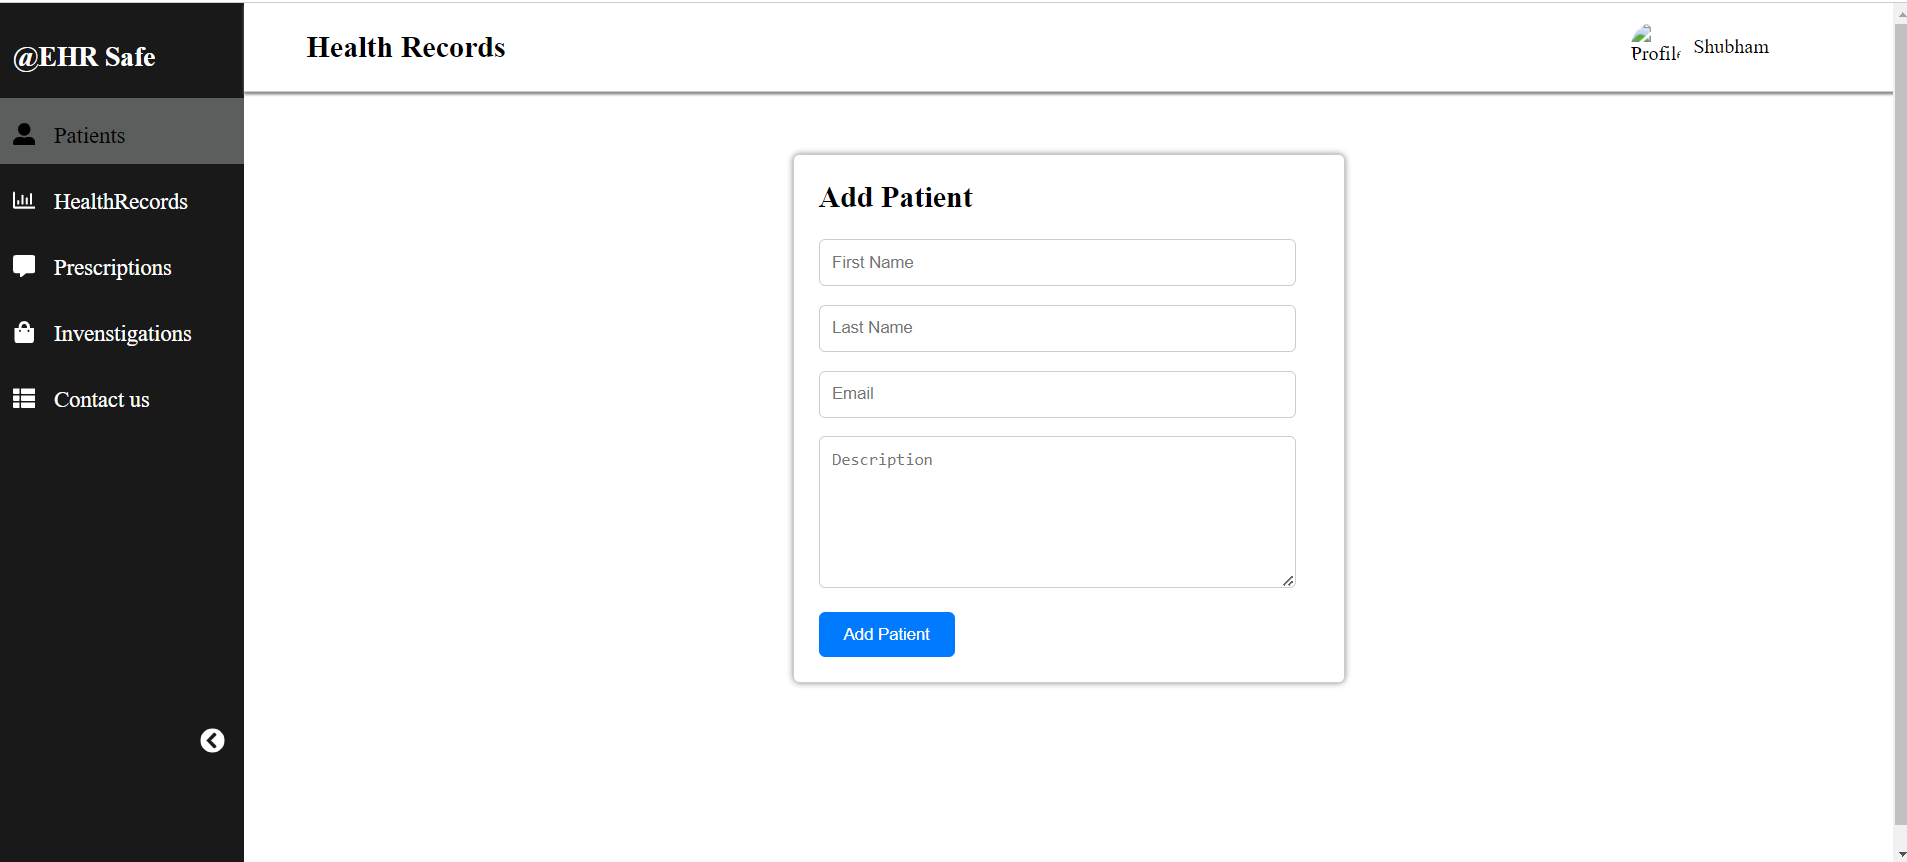 @EHR Safe
Patients
HealthRecords
Prescriptions
Invenstigations
Contact us
Health Records
Profile
Shubham
Add Patient
First Name
Last Name
Email
Description
Add Patient